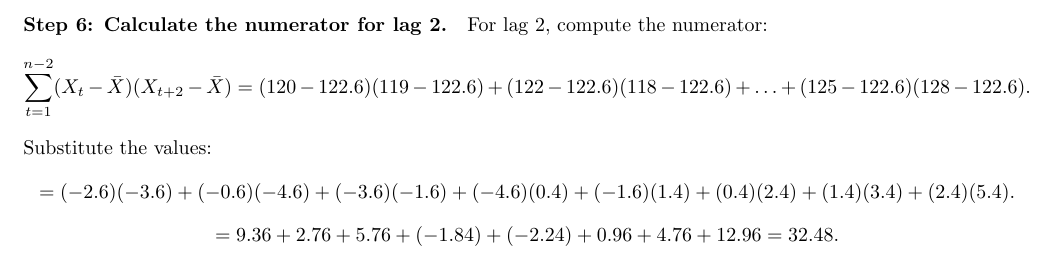 Step 6: Calculate the numerator for lag 2. For lag 2, compute the numerator:
n−2
∑(Xₜ − X̄)(Xₜ₊₂ − X̄) = (120 − 122.6)(119 − 122.6) + (122 − 122.6)(118 − 122.6) + . . . + (125 − 122.6)(128 − 122.6).
t=1
Substitute the values:
= (−2.6)(−3.6) + (−0.6)(−4.6) + (−3.6)(−1.6) + (−4.6)(0.4) + (−1.6)(1.4) + (0.4)(2.4) + (1.4)(3.4) + (2.4)(5.4).
= 9.36 + 2.76 + 5.76 + (−1.84) + (−2.24) + 0.96 + 4.76 + 12.96 = 32.48.